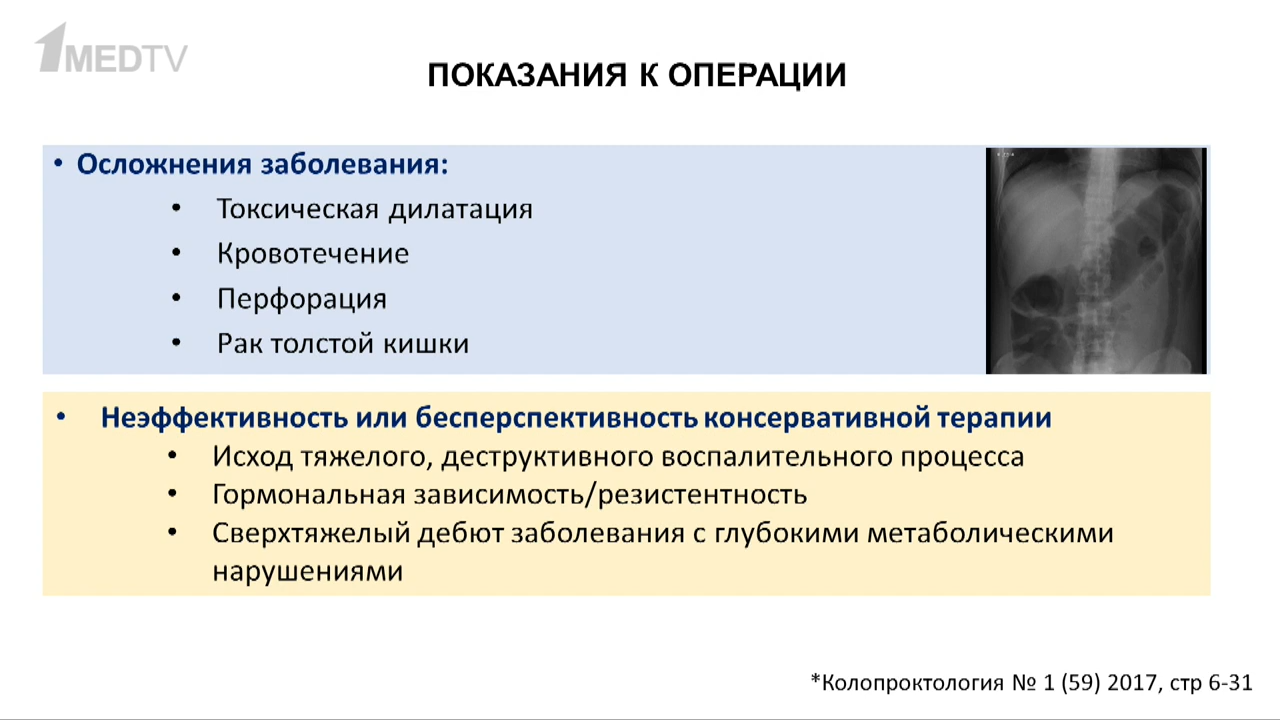 1MEDTV
ПОКАЗАНИЯ К ОПЕРАЦИИ
• Осложнения заболевания:
• Токсическая дилатация
• Кровотечение
• Перфорация
• Рак толстой кишки
• Неэффективность или бесперспективность консервативной терапии
• Исход тяжелого, деструктивного воспалительного процесса
• Гормональная зависимость/резистентность
• Сверхтяжелый дебют заболевания с глубокими метаболическими
нарушениями
*Колопроктология № 1 (59) 2017, стр 6-31